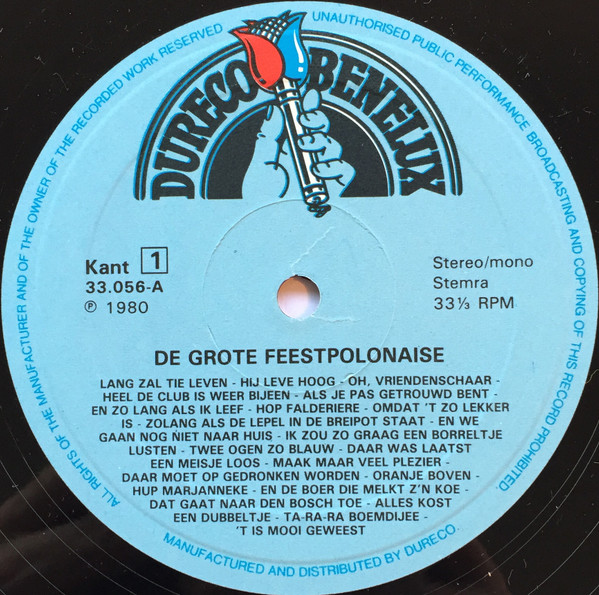 ALL RIGHTS OF THE MANUFACTURER AND OF THE OWNER OF THE RECORDED WORK RESERVED
UNAUTHORISED PUBLIC PERFORMANCE BROADCASTING AND COPYING OF THIS RECORD PROHIBITED.
DURECO BENELUX
Kant 1
33.056-A
℗ 1980
Stereo/mono
Stemra
33⅓ RPM
DE GROTE FEESTPOLONAISE
LANG ZAL TIE LEVEN - HIJ LEVE HOOG - OH, VRIENDENSCHAAR -
HEEL DE CLUB IS WEER BIJEEN - ALS JE PAS GETROUWD BENT -
EN ZO LANG ALS IK LEEF - HOP FALDERIERE - OMDAT 'T ZO LEKKER
IS - ZOLANG ALS DE LEPEL IN DE BREIPOT STAAT - EN WE
GAAN NOG NIET NAAR HUIS - IK ZOU ZO GRAAG EEN BORRELTJE
LUSTEN - TWEE OGEN ZO BLAUW - DAAR WAS LAATST
EEN MEISJE LOOS - MAAK MAAR VEEL PLEZIER -
DAAR MOET OP GEDRONKEN WORDEN - ORANJE BOVEN -
HUP MARJANNEKE - EN DE BOER DIE MELKT Z'N KOE -
DAT GAAT NAAR DEN BOSCH TOE - ALLES KOST
EEN DUBBELTJE - TA-RA-RA BOEMDIJEE -
'T IS MOOI GEWEEST
MANUFACTURED AND DISTRIBUTED BY DURECO.